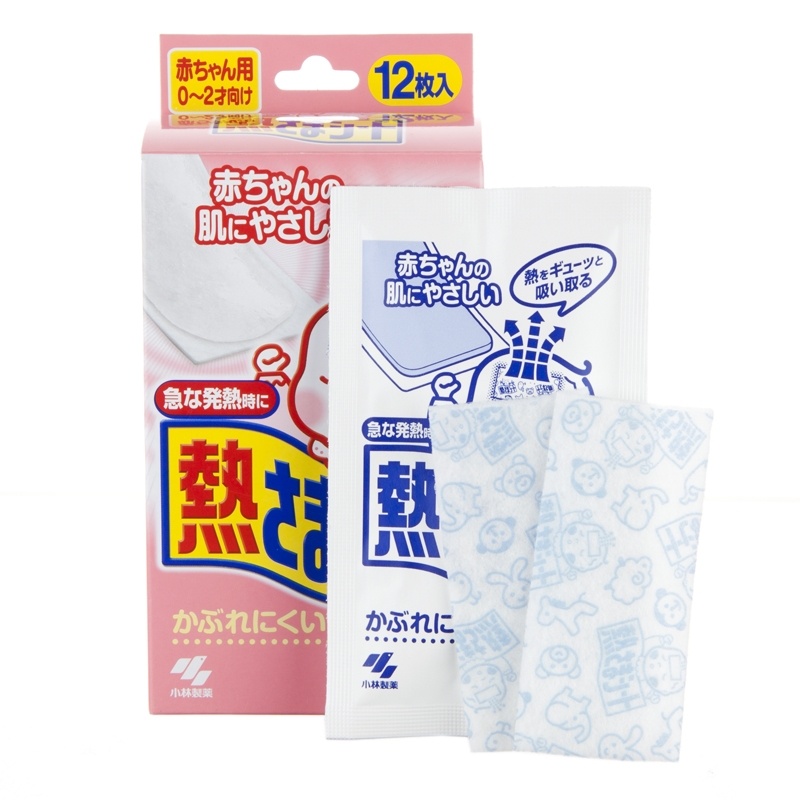 赤ちゃん用
0〜2才向け
12枚入
赤ちゃんの
肌にやさし
急な発熱時に
熱さま
かぶれにくい
小林製薬
赤ちゃんの
肌にやさしい
熱をギューッと
吸い取る
急な発熱時
熱
かぶれに
小林製薬